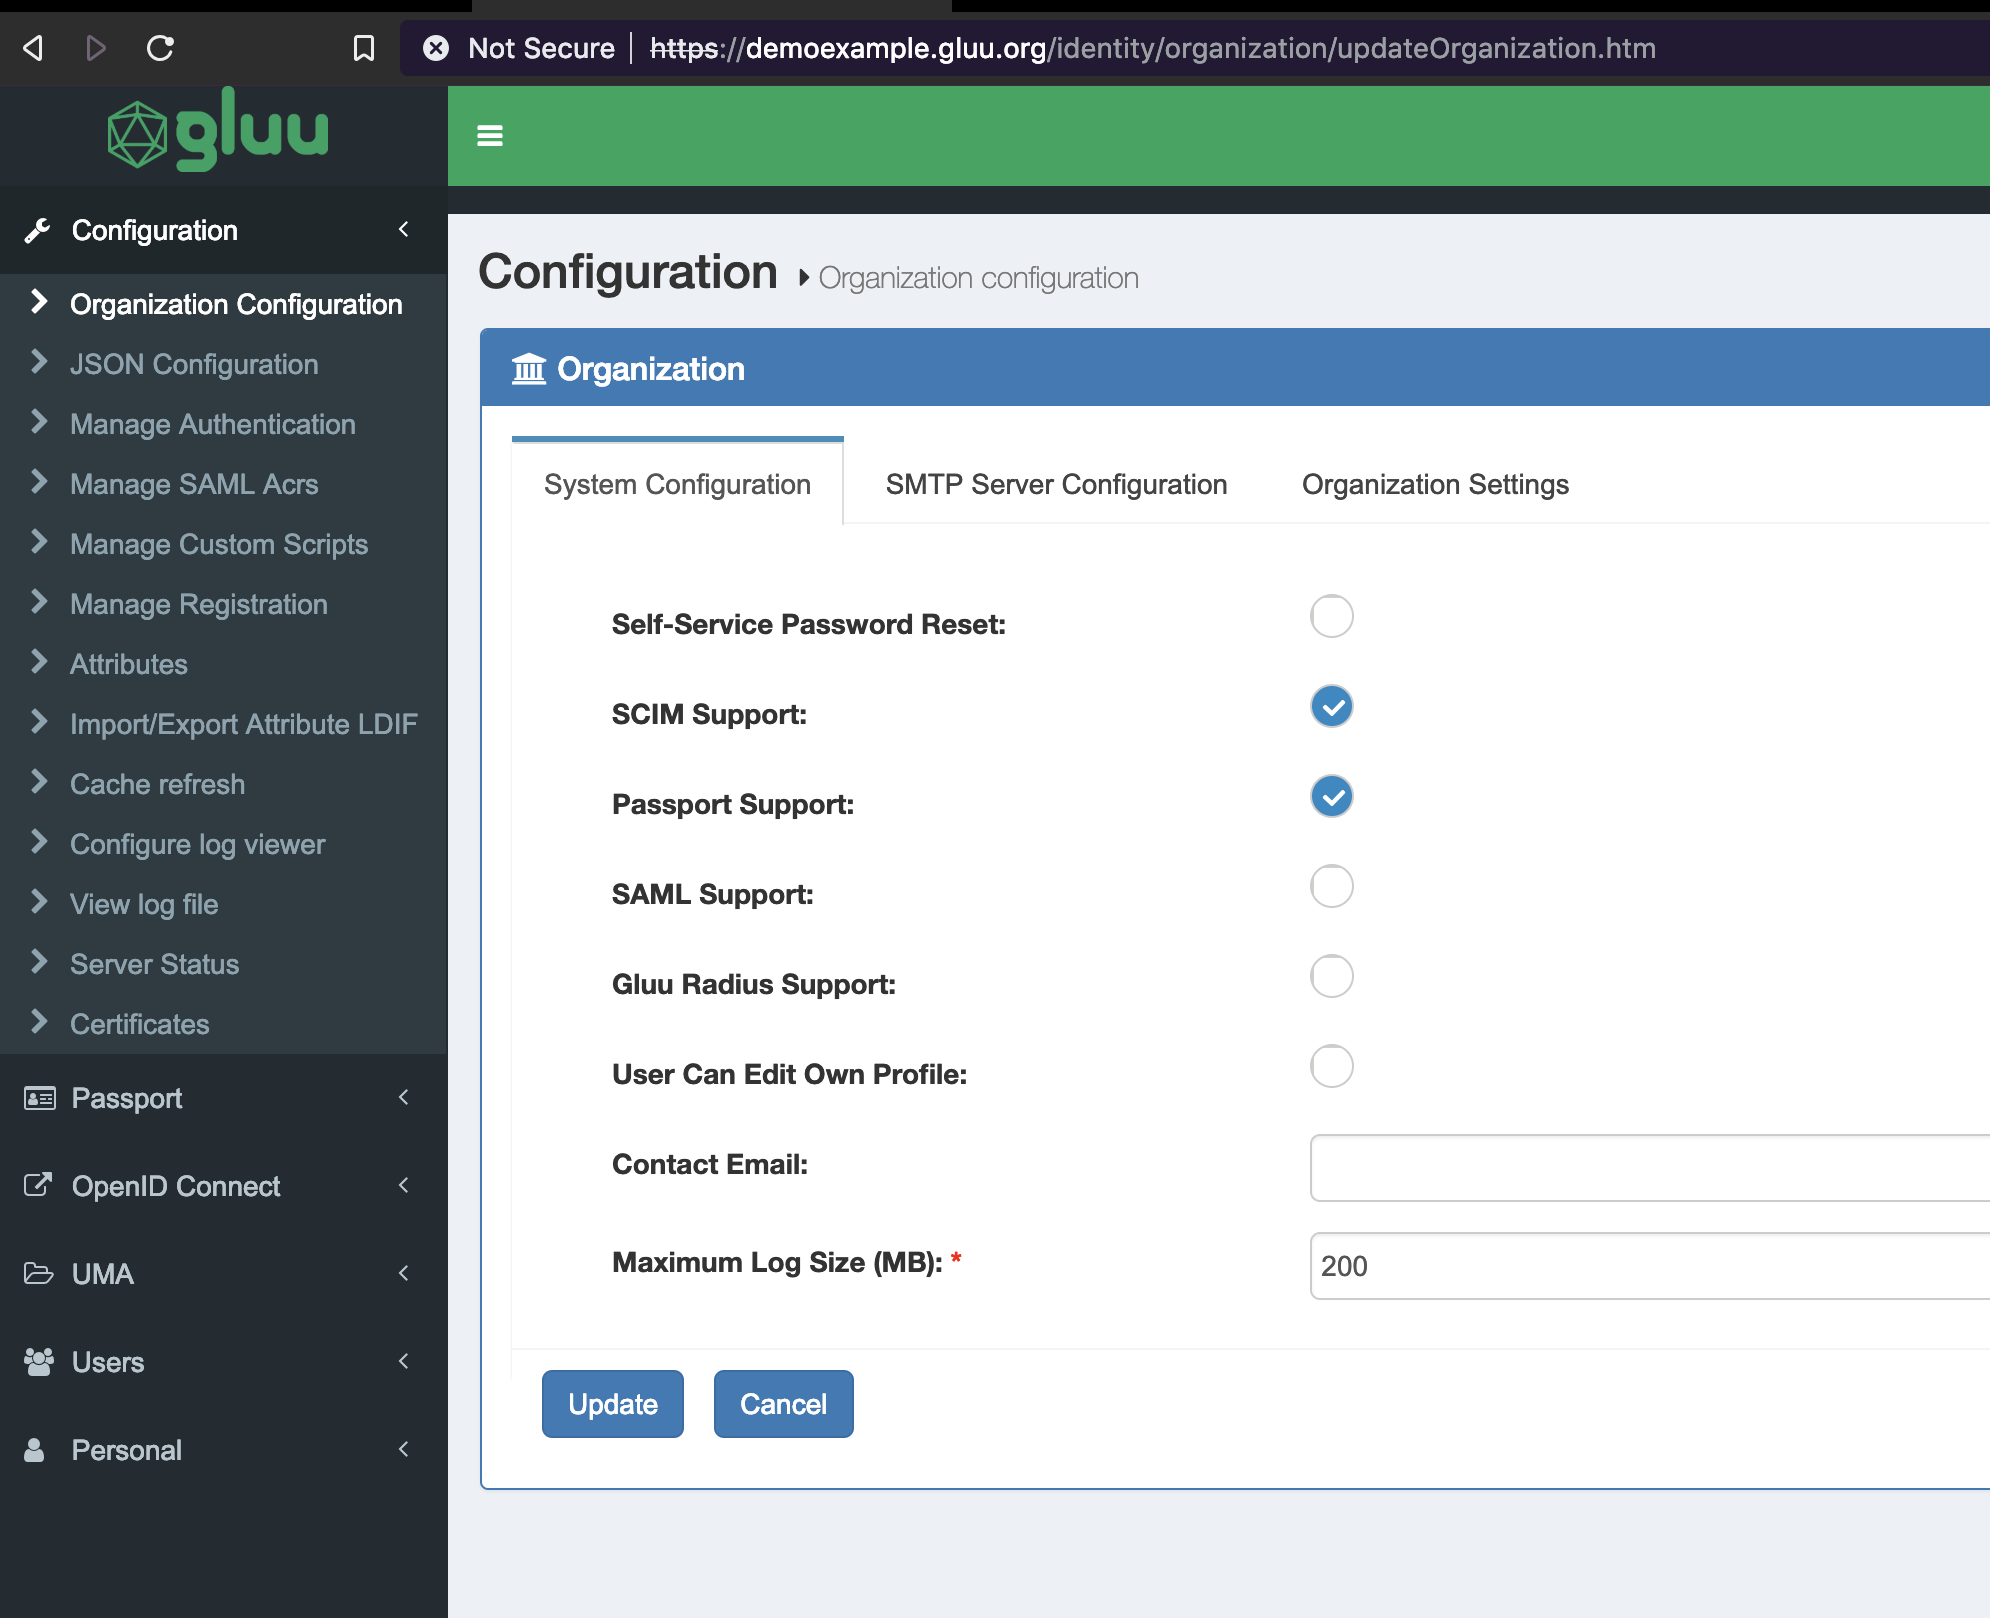 Not Secure
https://demoexample.gluu.org/identity/organization/updateOrganization.htm
gluu
Configuration
Organization Configuration
JSON Configuration
Manage Authentication
Manage SAML Acrs
Manage Custom Scripts
Manage Registration
Attributes
Import/Export Attribute LDIF
Cache refresh
Configure log viewer
View log file
Server Status
Certificates
Passport
OpenID Connect
UMA
Users
Personal
Configuration
Organization configuration
Organization
System Configuration
SMTP Server Configuration
Organization Settings
Self-Service Password Reset:
SCIM Support:
Passport Support:
SAML Support:
Gluu Radius Support:
User Can Edit Own Profile:
Contact Email:
Maximum Log Size (MB): *
200
Update
Cancel